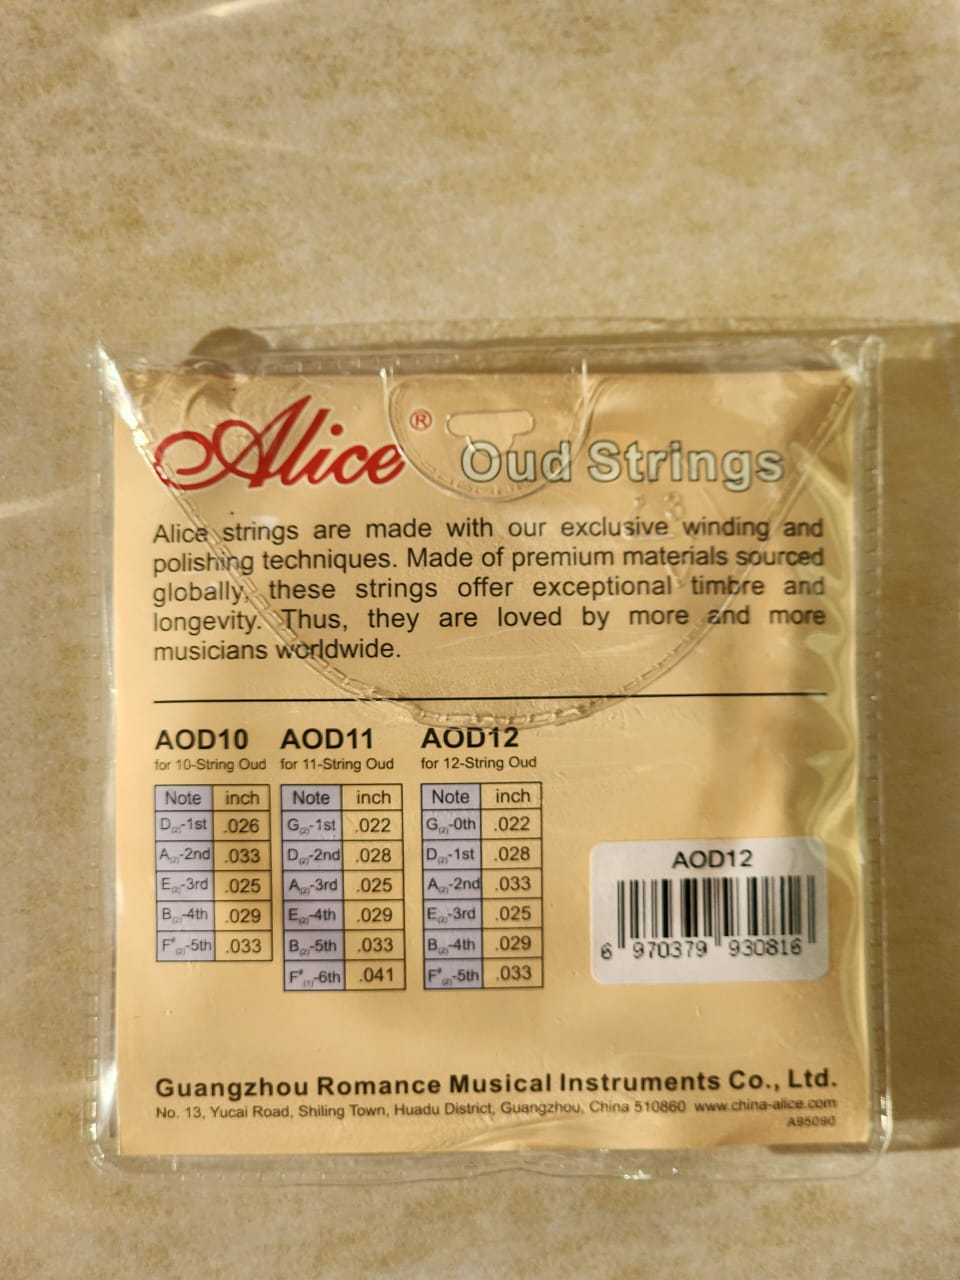 Alice® Oud Strings
Alice strings are made with our exclusive winding and
polishing techniques. Made of premium materials sourced
globally, these strings offer exceptional timbre and
longevity. Thus, they are loved by more and more
musicians worldwide.
AOD10
for 10-String Oud
Note inch
D(2)-1st .026
A(2)-2nd .033
E(2)-3rd .025
B(2)-4th .029
F#(2)-5th .033
AOD11
for 11-String Oud
Note inch
G(2)-1st .022
D(2)-2nd .028
A(2)-3rd .025
E(2)-4th .029
B(2)-5th .033
F#(1)-6th .041
AOD12
for 12-String Oud
Note inch
G(2)-0th .022
D(2)-1st .028
A(2)-2nd .033
E(2)-3rd .025
B(2)-4th .029
F#(2)-5th .033
AOD12
6 970379 930816
Guangzhou Romance Musical Instruments Co., Ltd.
No. 13, Yucai Road, Shiling Town, Huadu District, Guangzhou, China 510860 www.china-alice.com